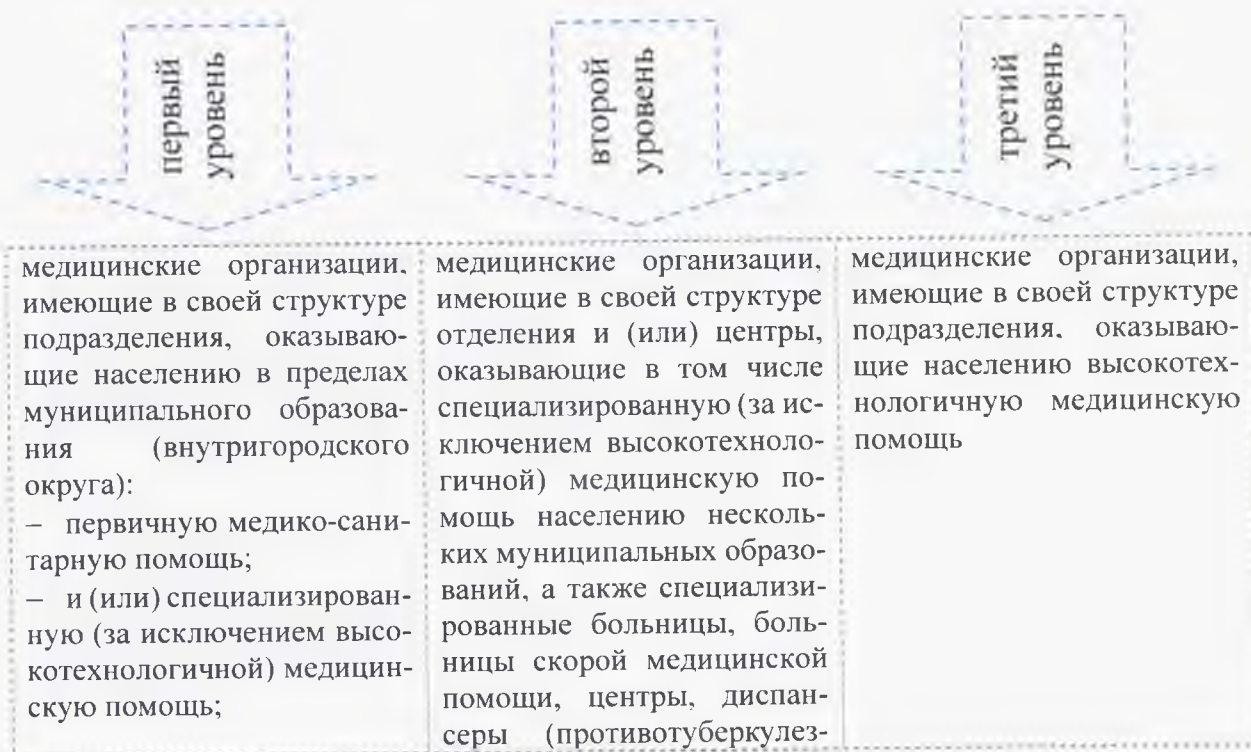 первый
уровень
второй
уровень
третий
уровень
медицинские организации,
имеющие в своей структуре
подразделения, оказываю-
щие населению в пределах
муниципального образова-
ния (внутригородского
округа):
– первичную медико-сани-
тарную помощь;
– и (или) специализирован-
ную (за исключением высо-
котехнологичной) медицин-
скую помощь;
медицинские организации,
имеющие в своей структуре
отделения и (или) центры,
оказывающие в том числе
специализированную (за ис-
ключением высокотехноло-
гичной) медицинскую по-
мощь населению несколь-
ких муниципальных образо-
ваний, а также специализи-
рованные больницы, боль-
ницы скорой медицинской
помощи, центры, диспан-
серы (противотуберкулез-
медицинские организации,
имеющие в своей структуре
подразделения, оказываю-
щие населению высокотех-
нологичную медицинскую
помощь